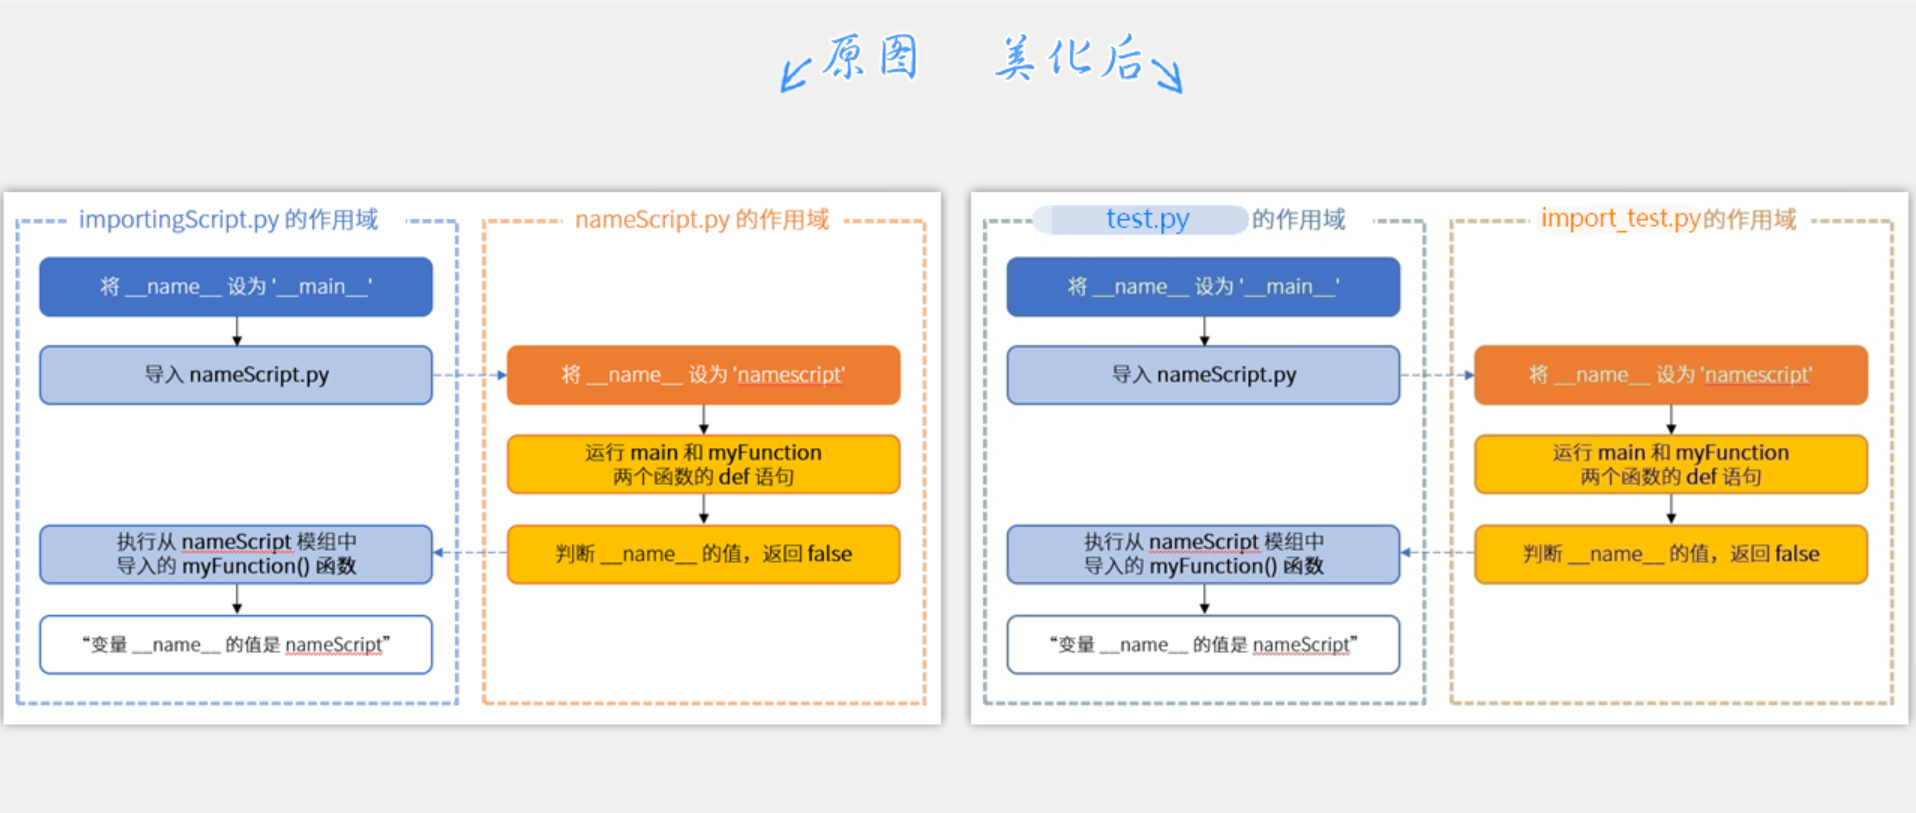 原图 美化后
importingScript.py 的作用域
将 __name__ 设为 '__main__'
导入 nameScript.py
执行从 nameScript 模组中
导入的 myFunction() 函数
“变量 __name__ 的值是 nameScript”
nameScript.py 的作用域
将 __name__ 设为 'namescript'
运行 main 和 myFunction
两个函数的 def 语句
判断 __name__ 的值，返回 false
test.py 的作用域
将 __name__ 设为 '__main__'
导入 nameScript.py
执行从 nameScript 模组中
导入的 myFunction() 函数
“变量 __name__ 的值是 nameScript”
import_test.py的作用域
将 __name__ 设为 'namescript'
运行 main 和 myFunction
两个函数的 def 语句
判断 __name__ 的值，返回 false